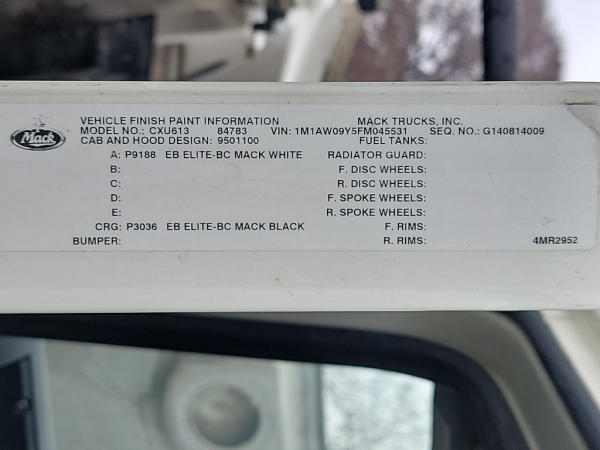 Mack
VEHICLE FINISH PAINT INFORMATION MACK TRUCKS, INC.
MODEL NO.: CXU613 84783 VIN: 1M1AW09Y5FM045531 SEQ. NO.: G140814009
CAB AND HOOD DESIGN: 9501100 FUEL TANKS:
A: P9188 EB ELITE-BC MACK WHITE RADIATOR GUARD:
B: F. DISC WHEELS:
C: R. DISC WHEELS:
D: F. SPOKE WHEELS:
E: R. SPOKE WHEELS:
CRG: P3036 EB ELITE-BC MACK BLACK F. RIMS:
BUMPER: R. RIMS: 4MR2952